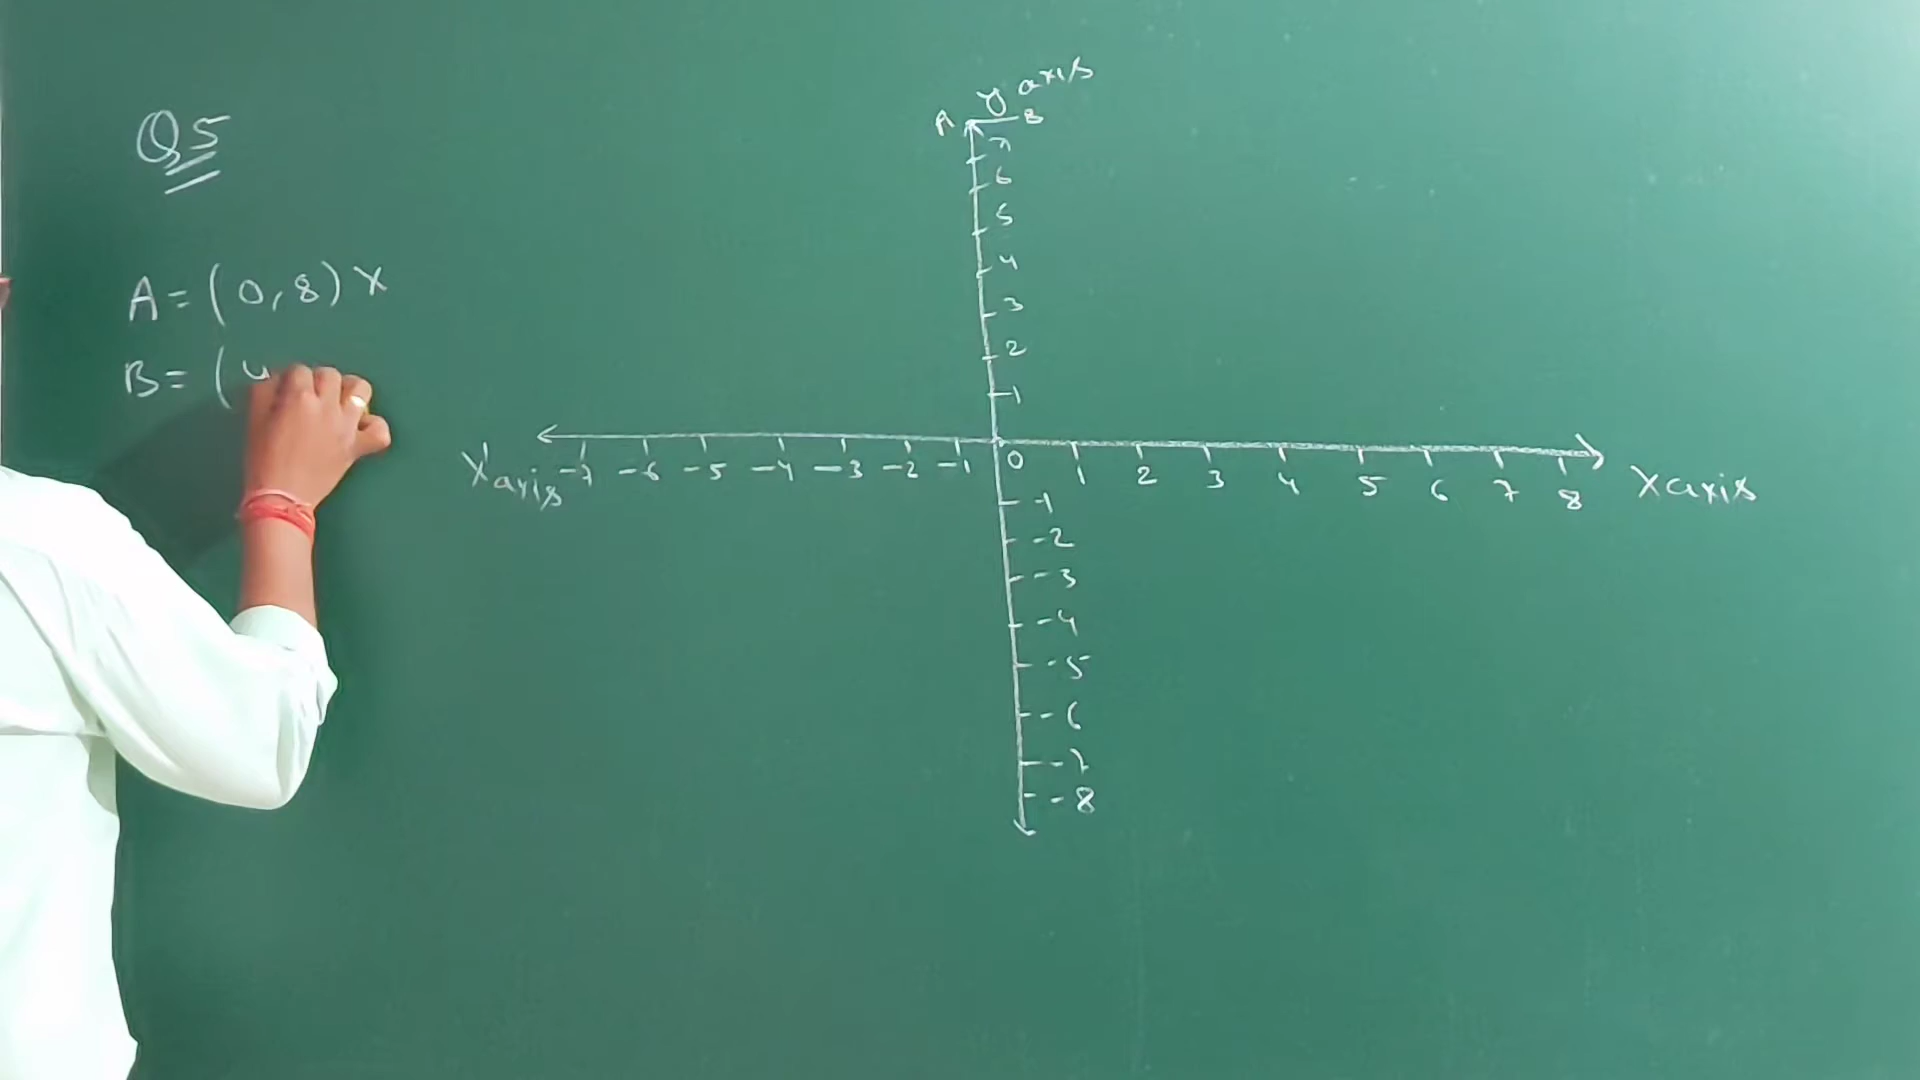 Q5
A = (0, 8) X
B = (4
Y axis
A B
7
6
5
4
3
2
1
X' axis -7 -6 -5 -4 -3 -2 -1 0 1 2 3 4 5 6 7 8 X axis
-1
-2
-3
-4
-5
-6
-7
-8